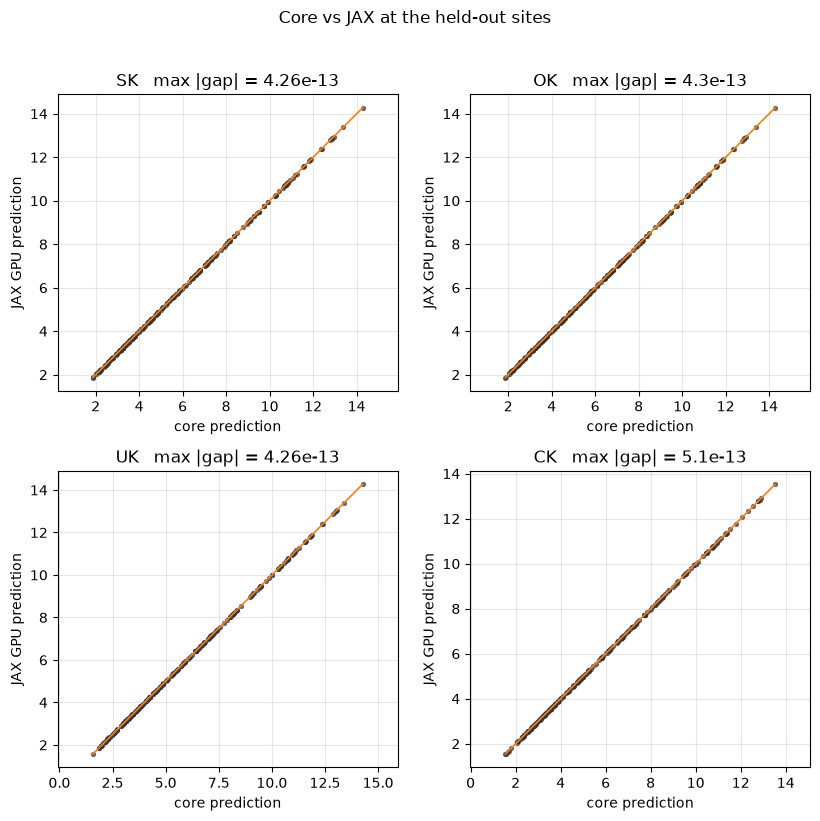 Core vs JAX at the held-out sites
SK   max |gap| = 4.26e-13
14
12
10
8
6
4
2
JAX GPU prediction
2 4 6 8 10 12 14
core prediction
OK   max |gap| = 4.3e-13
14
12
10
8
6
4
2
JAX GPU prediction
2 4 6 8 10 12 14
core prediction
UK   max |gap| = 4.26e-13
14
12
10
8
6
4
2
JAX GPU prediction
0.0 2.5 5.0 7.5 10.0 12.5 15.0
core prediction
CK   max |gap| = 5.1e-13
14
12
10
8
6
4
2
JAX GPU prediction
0 2 4 6 8 10 12 14
core prediction